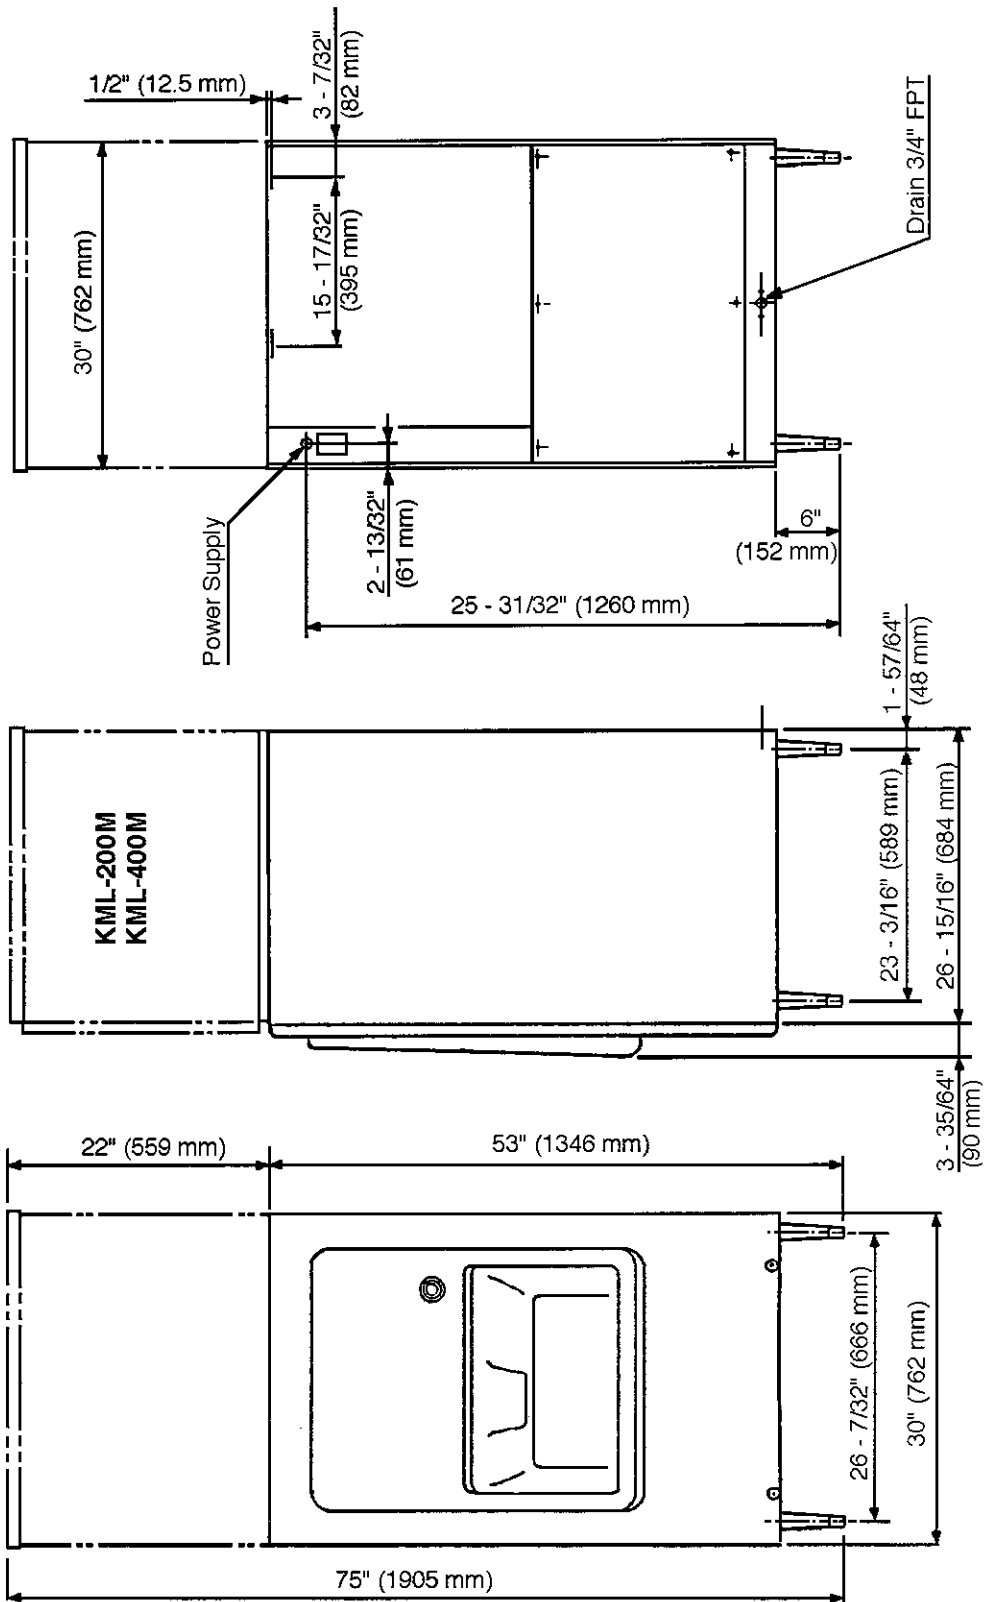 1/2" (12.5 mm)
3 - 7/32"
(82 mm)
30" (762 mm)
15 - 17/32"
(395 mm)
Drain 3/4" FPT
Power Supply
2 - 13/32"
(61 mm)
6"
(152 mm)
25 - 31/32" (1260 mm)
KML-200M
KML-400M
1 - 57/64"
(48 mm)
23 - 3/16" (589 mm)
26 - 15/16" (684 mm)
3 - 35/64"
(90 mm)
22" (559 mm)
53" (1346 mm)
26 - 7/32" (666 mm)
30" (762 mm)
75" (1905 mm)